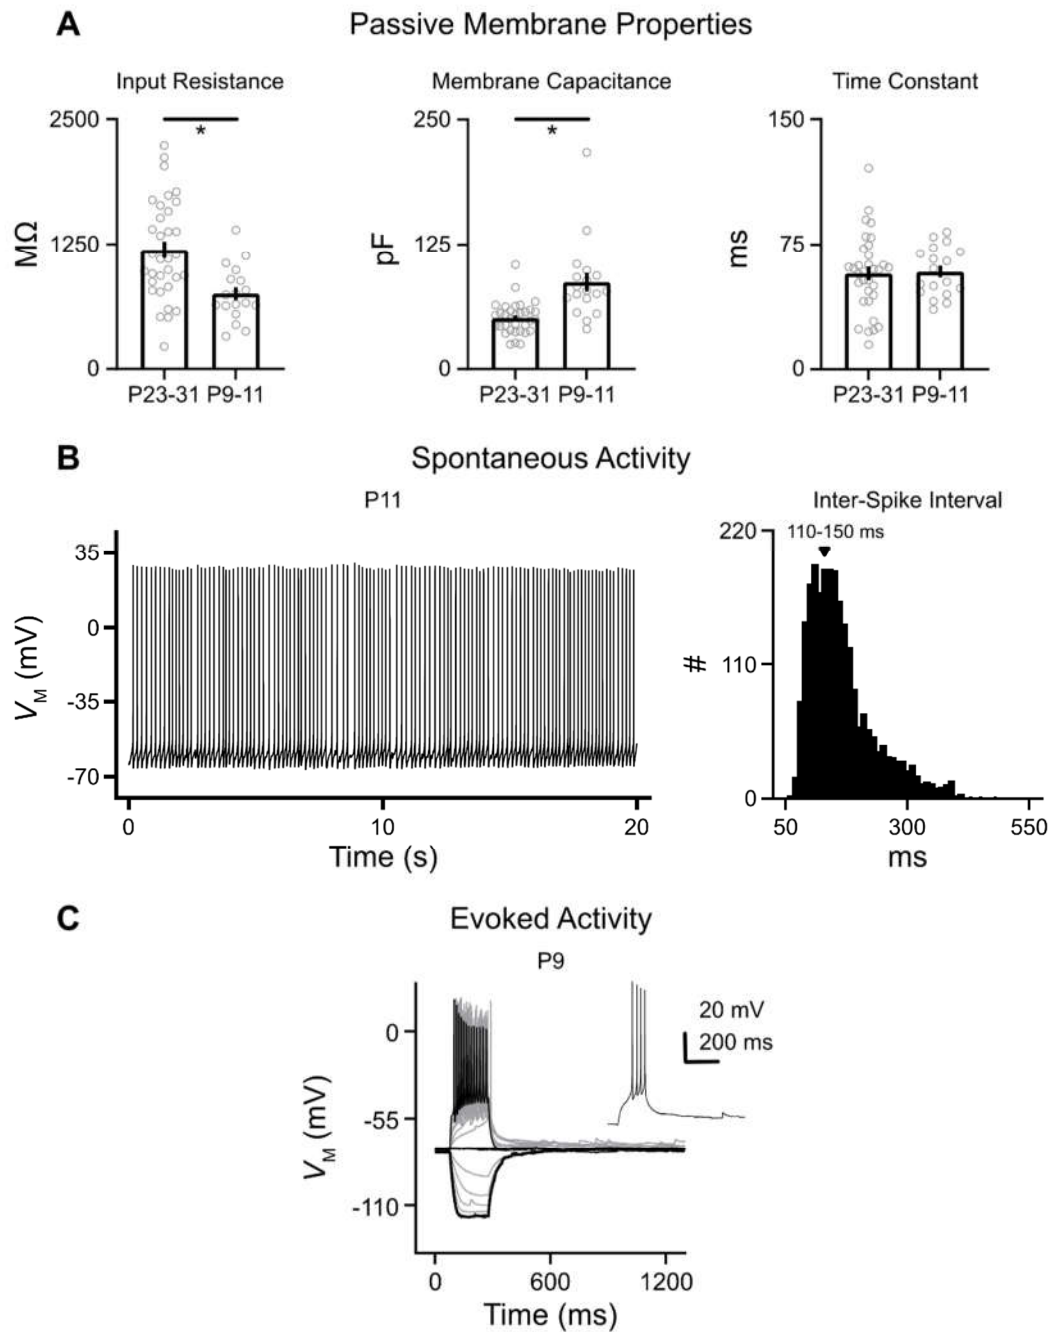 A Passive Membrane Properties
Input Resistance
2500
1250
0
MΩ
*
P23-31 P9-11
Membrane Capacitance
250
125
0
pF
*
P23-31 P9-11
Time Constant
150
75
0
ms
P23-31 P9-11
B Spontaneous Activity
P11
35
0
-35
-70
VM (mV)
0 10 20
Time (s)
Inter-Spike Interval
110-150 ms
220
110
0
#
50 300 550
ms
C Evoked Activity
P9
0
-55
-110
VM (mV)
20 mV
200 ms
0 600 1200
Time (ms)